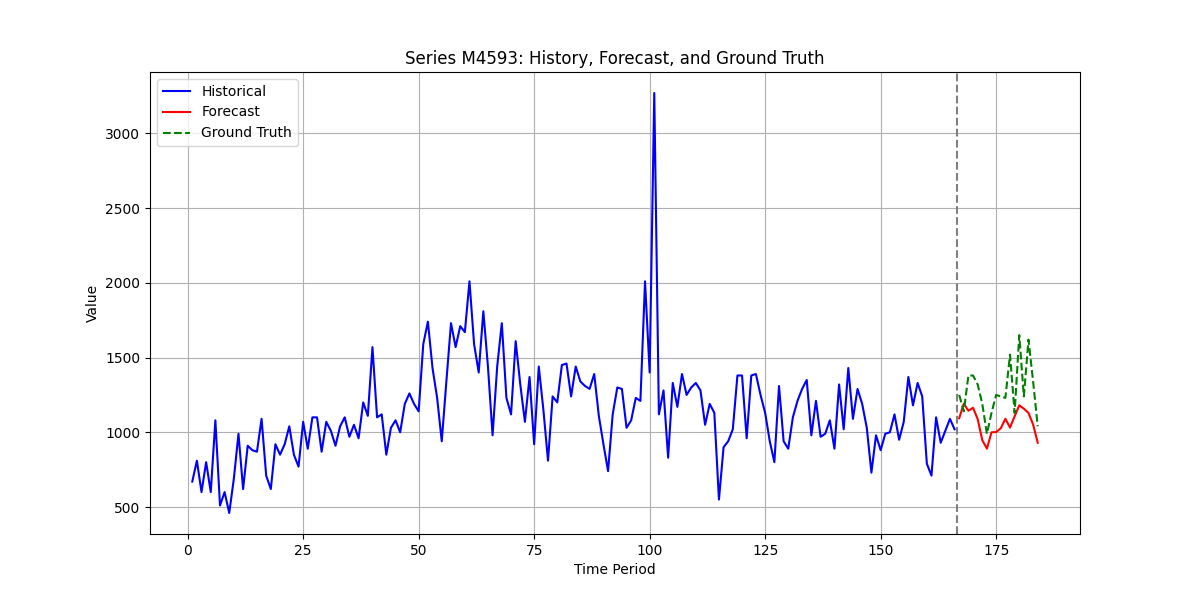 Series M4593: History, Forecast, and Ground Truth
Historical
Forecast
Ground Truth
3000
2500
2000
1500
1000
500
Value
0 25 50 75 100 125 150 175
Time Period